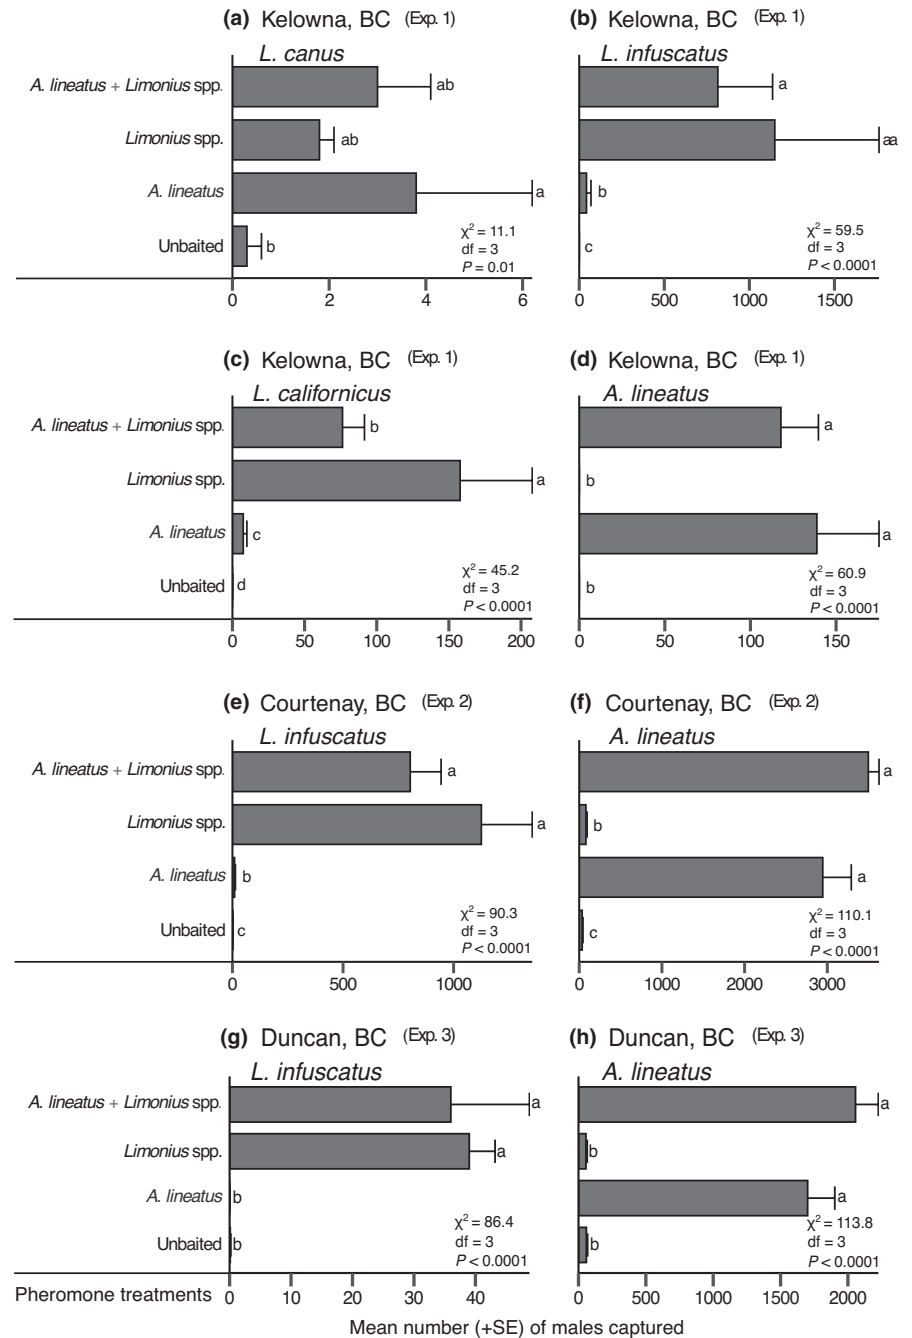 (a) Kelowna, BC (Exp. 1)
L. canus
A. lineatus + Limonius spp. ab
Limonius spp. ab
A. lineatus a
Unbaited b
χ² = 11.1
df = 3
P = 0.01
0 2 4 6
(b) Kelowna, BC (Exp. 1)
L. infuscatus
a
aa
b
c
χ² = 59.5
df = 3
P < 0.0001
0 500 1000 1500
(c) Kelowna, BC (Exp. 1)
L. californicus
A. lineatus + Limonius spp. b
Limonius spp. a
A. lineatus c
Unbaited d
χ² = 45.2
df = 3
P < 0.0001
0 50 100 150 200
(d) Kelowna, BC (Exp. 1)
A. lineatus
a
b
a
b
χ² = 60.9
df = 3
P < 0.0001
0 50 100 150
(e) Courtenay, BC (Exp. 2)
L. infuscatus
A. lineatus + Limonius spp. a
Limonius spp. a
A. lineatus b
Unbaited c
χ² = 90.3
df = 3
P < 0.0001
0 500 1000
(f) Courtenay, BC (Exp. 2)
A. lineatus
a
b
a
c
χ² = 110.1
df = 3
P < 0.0001
0 1000 2000 3000
(g) Duncan, BC (Exp. 3)
L. infuscatus
A. lineatus + Limonius spp. a
Limonius spp. a
A. lineatus b
Unbaited b
χ² = 86.4
df = 3
P < 0.0001
Pheromone treatments 0 10 20 30 40
(h) Duncan, BC (Exp. 3)
A. lineatus
a
b
a
b
χ² = 113.8
df = 3
P < 0.0001
0 500 1000 1500 2000
Mean number (+SE) of males captured